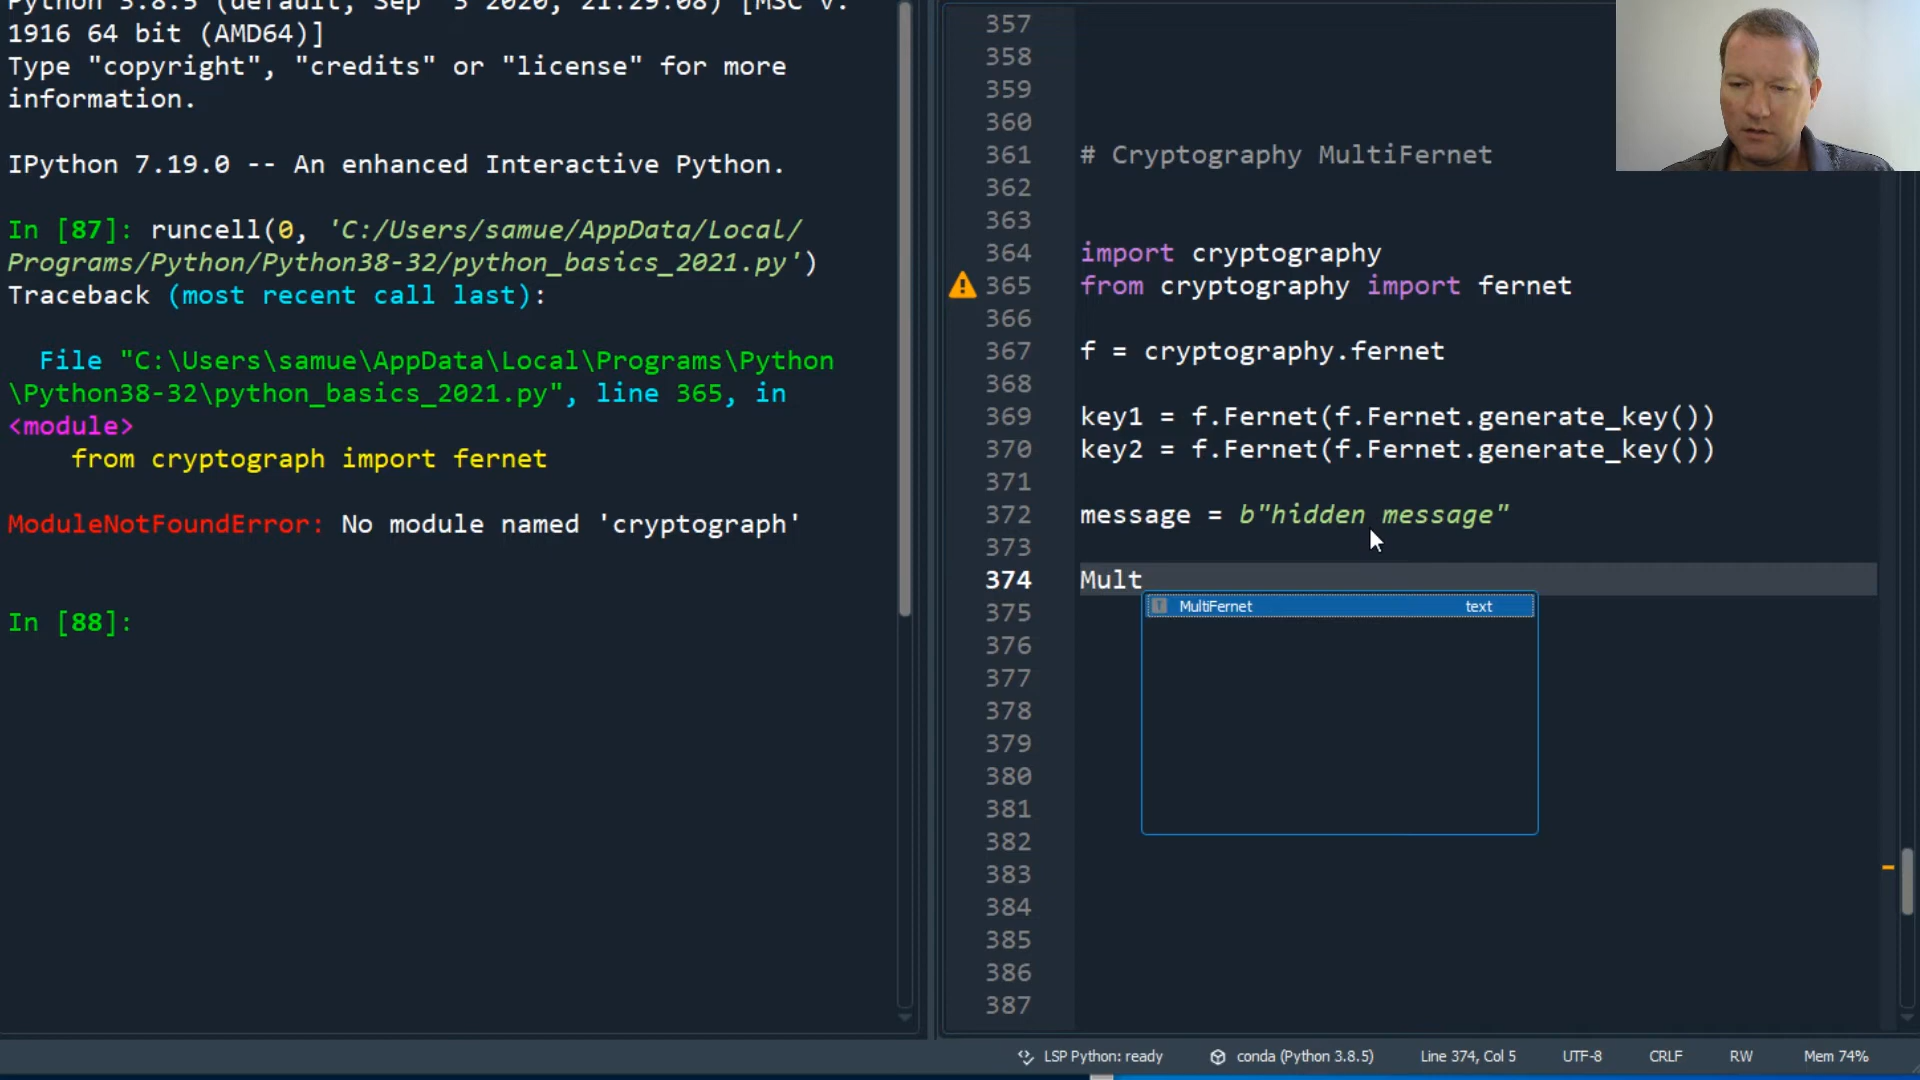 Python 3.8.5 (default, Sep 3 2020, 21:29:08) [MSC v.
1916 64 bit (AMD64)]
Type "copyright", "credits" or "license" for more
information.
IPython 7.19.0 -- An enhanced Interactive Python.
In [87]: runcell(0, 'C:/Users/samue/AppData/Local/
Programs/Python/Python38-32/python_basics_2021.py')
Traceback (most recent call last):
File "C:\Users\samue\AppData\Local\Programs\Python
\Python38-32\python_basics_2021.py", line 365, in
<module>
from cryptograph import fernet
ModuleNotFoundError: No module named 'cryptograph'
In [88]:
357
358
359
360
361 # Cryptography MultiFernet
362
363
364 import cryptography
365 from cryptography import fernet
366
367 f = cryptography.fernet
368
369 key1 = f.Fernet(f.Fernet.generate_key())
370 key2 = f.Fernet(f.Fernet.generate_key())
371
372 message = b"hidden message"
373
374 Mult
375 MultiFernet text
376
377
378
379
380
381
382
383
384
385
386
387
LSP Python: ready conda (Python 3.8.5) Line 374, Col 5 UTF-8 CRLF RW Mem 74%